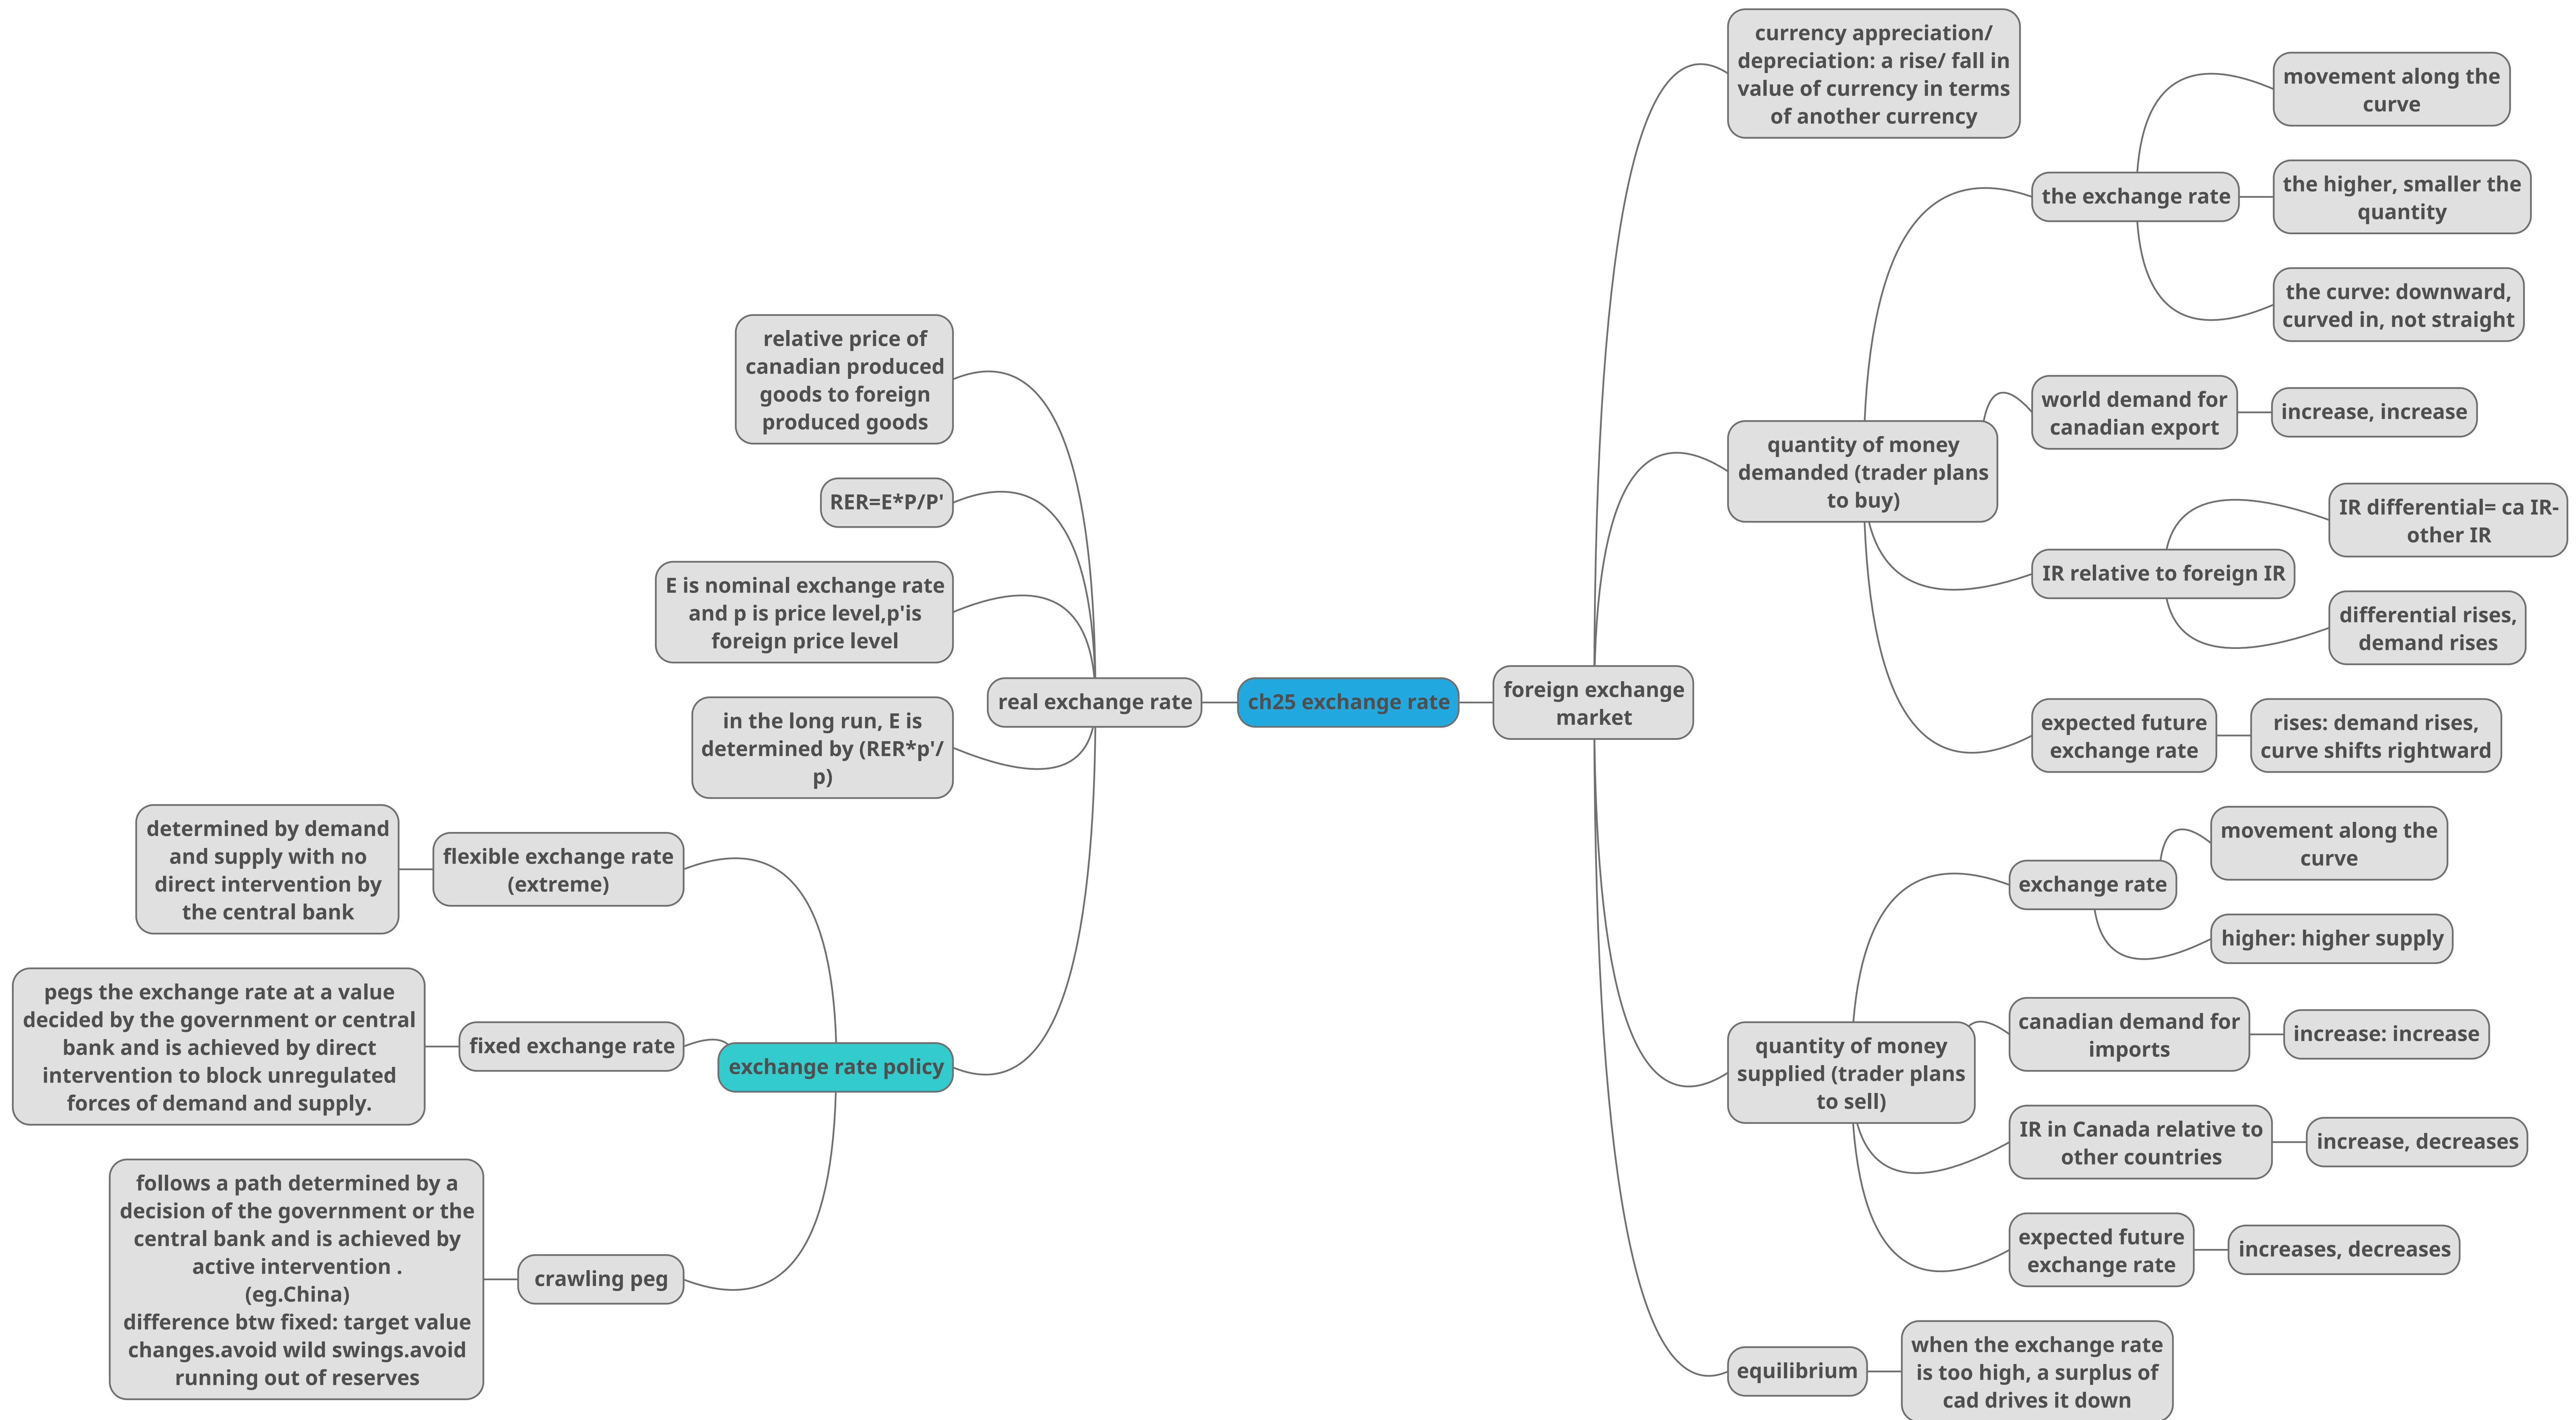 ch25 exchange rate
foreign exchange
market
currency appreciation/
depreciation: a rise/ fall in
value of currency in terms
of another currency
quantity of money
demanded (trader plans
to buy)
the exchange rate
movement along the
curve
the higher, smaller the
quantity
the curve: downward,
curved in, not straight
world demand for
canadian export
increase, increase
IR relative to foreign IR
IR differential= ca IR-
other IR
differential rises,
demand rises
expected future
exchange rate
rises: demand rises,
curve shifts rightward
quantity of money
supplied (trader plans
to sell)
exchange rate
movement along the
curve
higher: higher supply
canadian demand for
imports
increase: increase
IR in Canada relative to
other countries
increase, decreases
expected future
exchange rate
increases, decreases
equilibrium
when the exchange rate
is too high, a surplus of
cad drives it down
real exchange rate
relative price of
canadian produced
goods to foreign
produced goods
RER=E*P/P'
E is nominal exchange rate
and p is price level,p'is
foreign price level
in the long run, E is
determined by (RER*p'/
p)
exchange rate policy
flexible exchange rate
(extreme)
determined by demand
and supply with no
direct intervention by
the central bank
fixed exchange rate
pegs the exchange rate at a value
decided by the government or central
bank and is achieved by direct
intervention to block unregulated
forces of demand and supply.
crawling peg
follows a path determined by a
decision of the government or the
central bank and is achieved by
active intervention .
(eg.China)
difference btw fixed: target value
changes.avoid wild swings.avoid
running out of reserves